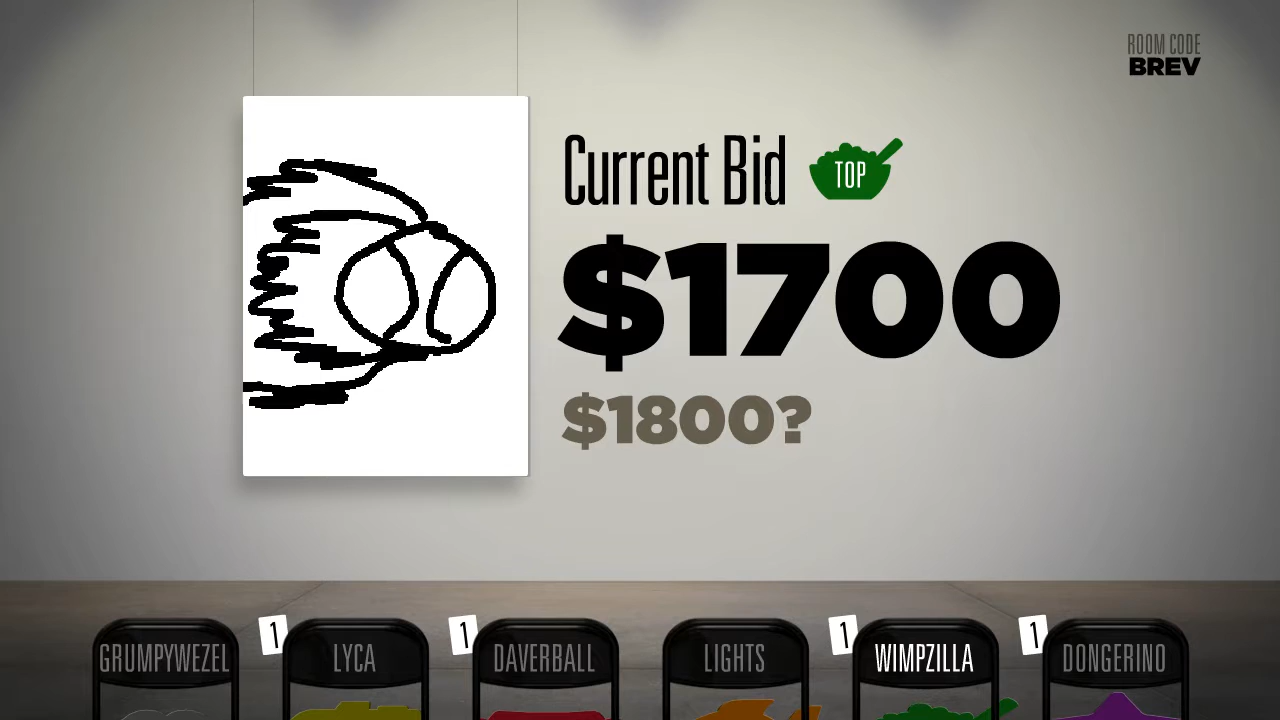 ROOM CODE
BREV
Current Bid
TOP
$1700
$1800?
GRUMPYWEZEL
1
LYCA
1
DAVERBALL
LIGHTS
1
WIMPZILLA
1
DONGERINO